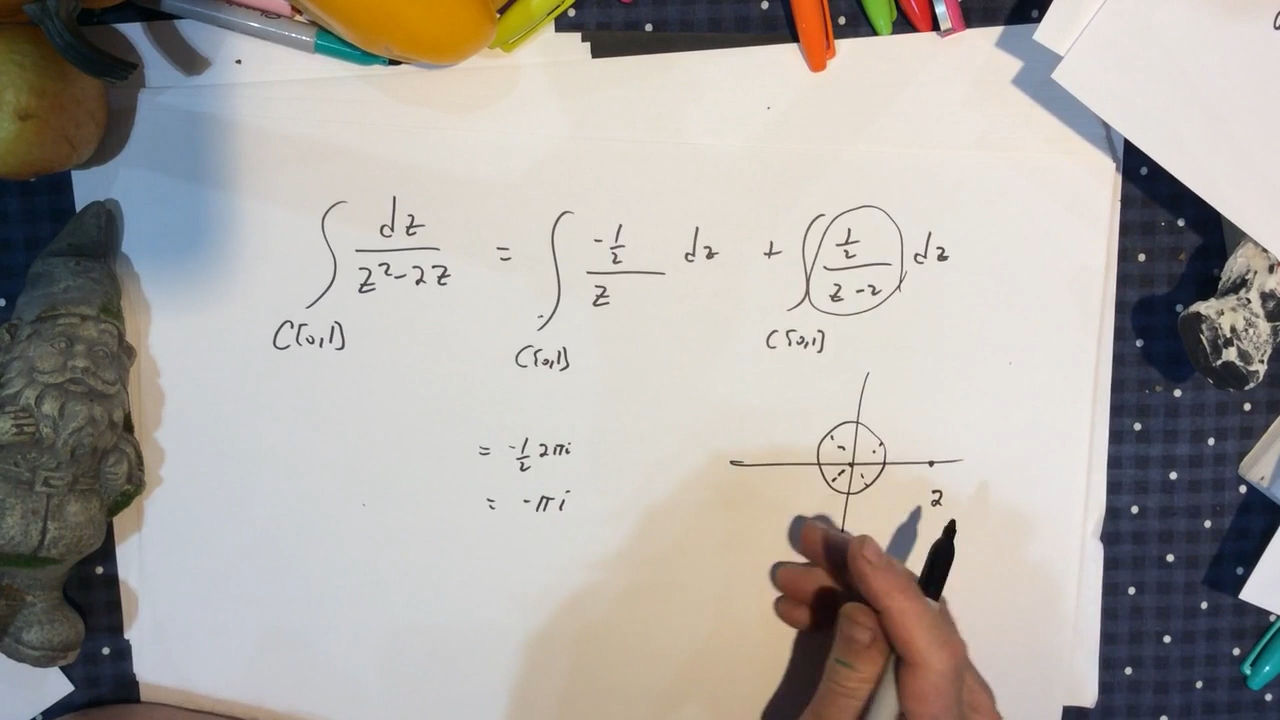 ∫ dz / (z² - 2z) = ∫ (-1/2) / z dz + ∫ (1/2) / (z - 2) dz
C[0,1] C[0,1] C[0,1]
= -1/2 2πi
= -πi
2